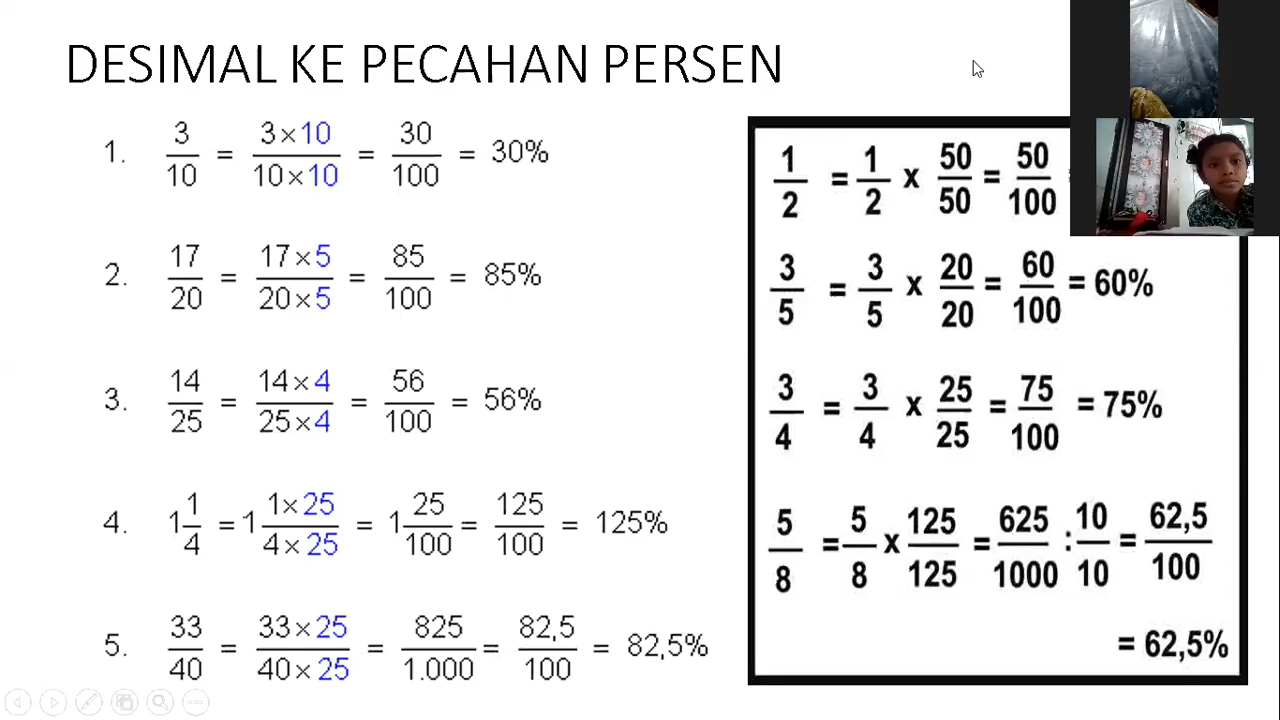 DESIMAL KE PECAHAN PERSEN
1. 3/10 = 3×10/10×10 = 30/100 = 30%
2. 17/20 = 17×5/20×5 = 85/100 = 85%
3. 14/25 = 14×4/25×4 = 56/100 = 56%
4. 1 1/4 = 1 1×25/4×25 = 1 25/100 = 125/100 = 125%
5. 33/40 = 33×25/40×25 = 825/1.000 = 82,5/100 = 82,5%
1/2 = 1/2 x 50/50 = 50/100
3/5 = 3/5 x 20/20 = 60/100 = 60%
3/4 = 3/4 x 25/25 = 75/100 = 75%
5/8 = 5/8 x 125/125 = 625/1000 : 10/10 = 62,5/100
= 62,5%